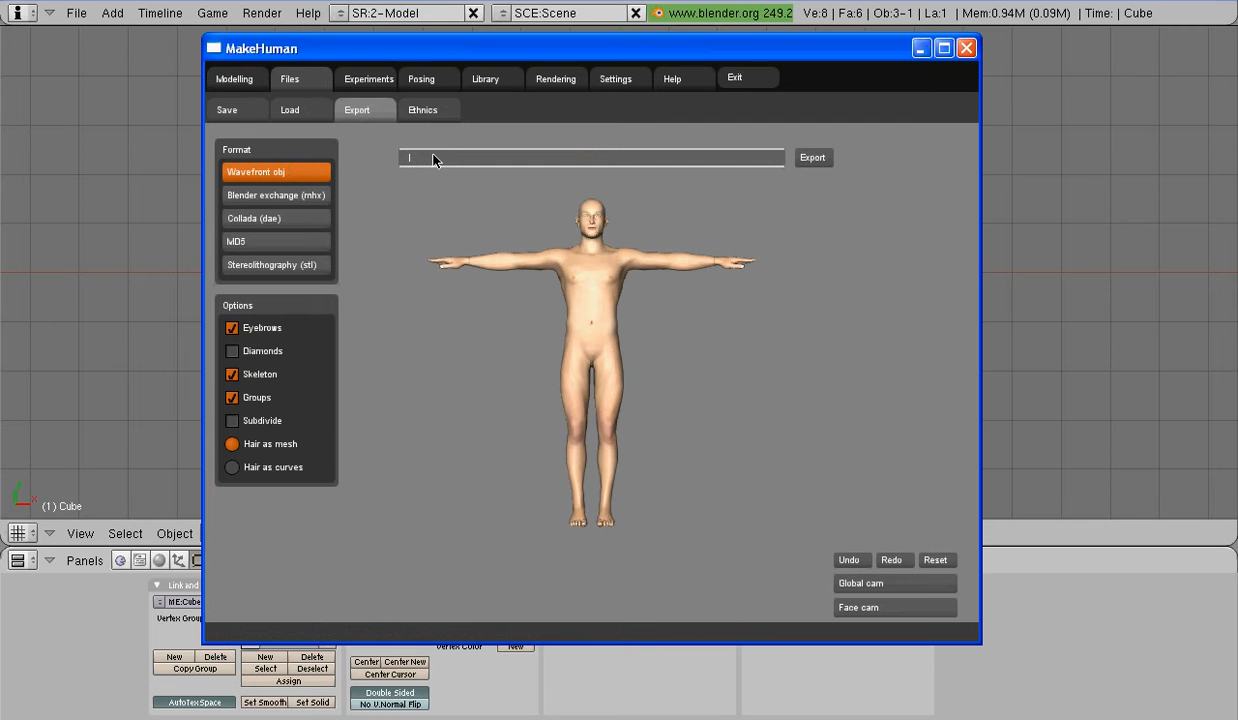 File Add Timeline Game Render Help SR:2-Model SCE:Scene www.blender.org 249.2 Ve:8 | Fa:6 | Ob:3-1 | La:1 | Mem:0.94M (0.09M) | Time: | Cube
MakeHuman
Modelling Files Experiments Posing Library Rendering Settings Help Exit
Save Load Export Ethnics
Format
Export
Wavefront obj
Blender exchange (mhx)
Collada (dae)
MD5
Stereolithography (stl)
Options
Eyebrows
Diamonds
Skeleton
Groups
Subdivide
Hair as mesh
Hair as curves
(1) Cube
View Select Object
Undo Redo Reset
Global cam
Face cam
Panels
Link and
ME:Cube
Vertex Group
Vertex Color New
New Delete New Delete
Copy Group Select Deselect
Assign
Center Center New
Center Cursor
AutoTexSpace Set Smooth Set Solid
Double Sided
No V.Normal Flip